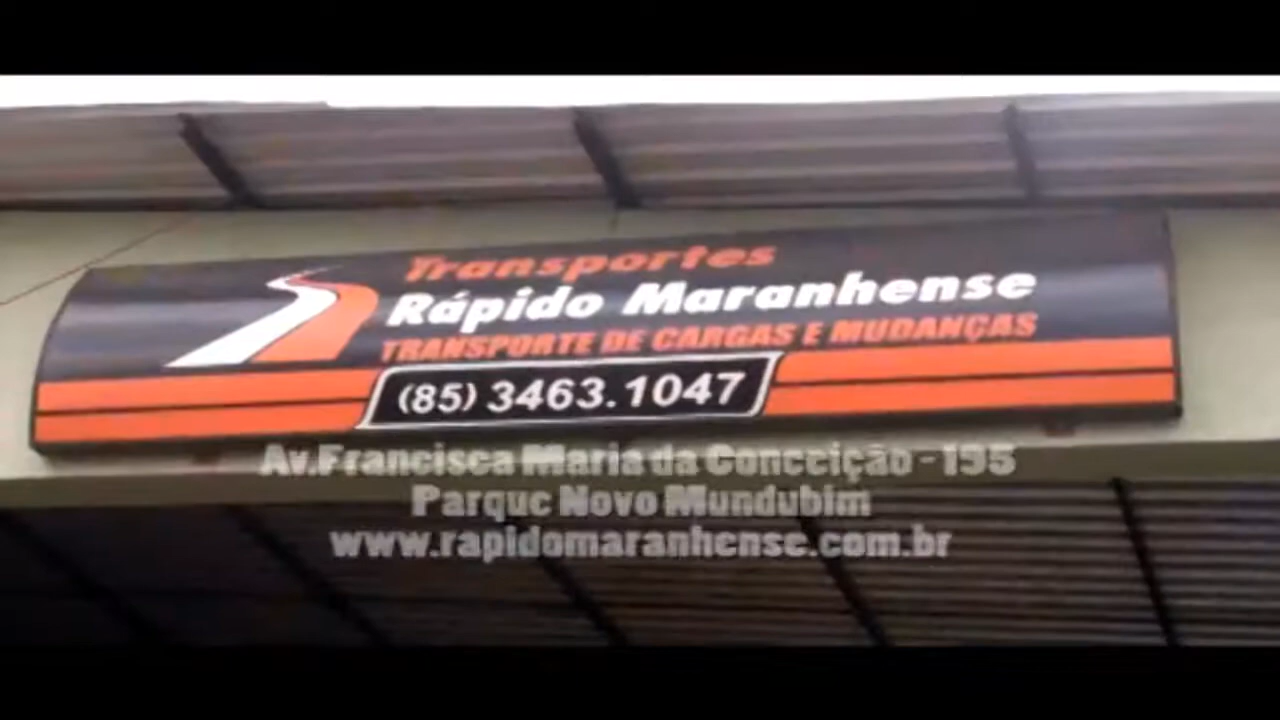 Transportes
Rápido Maranhense
TRANSPORTE DE CARGAS E MUDANÇAS
(85) 3463.1047
Av.Francisca Maria da Conceição - 195
Parque Novo Mundubim
www.rapidomaranhense.com.br